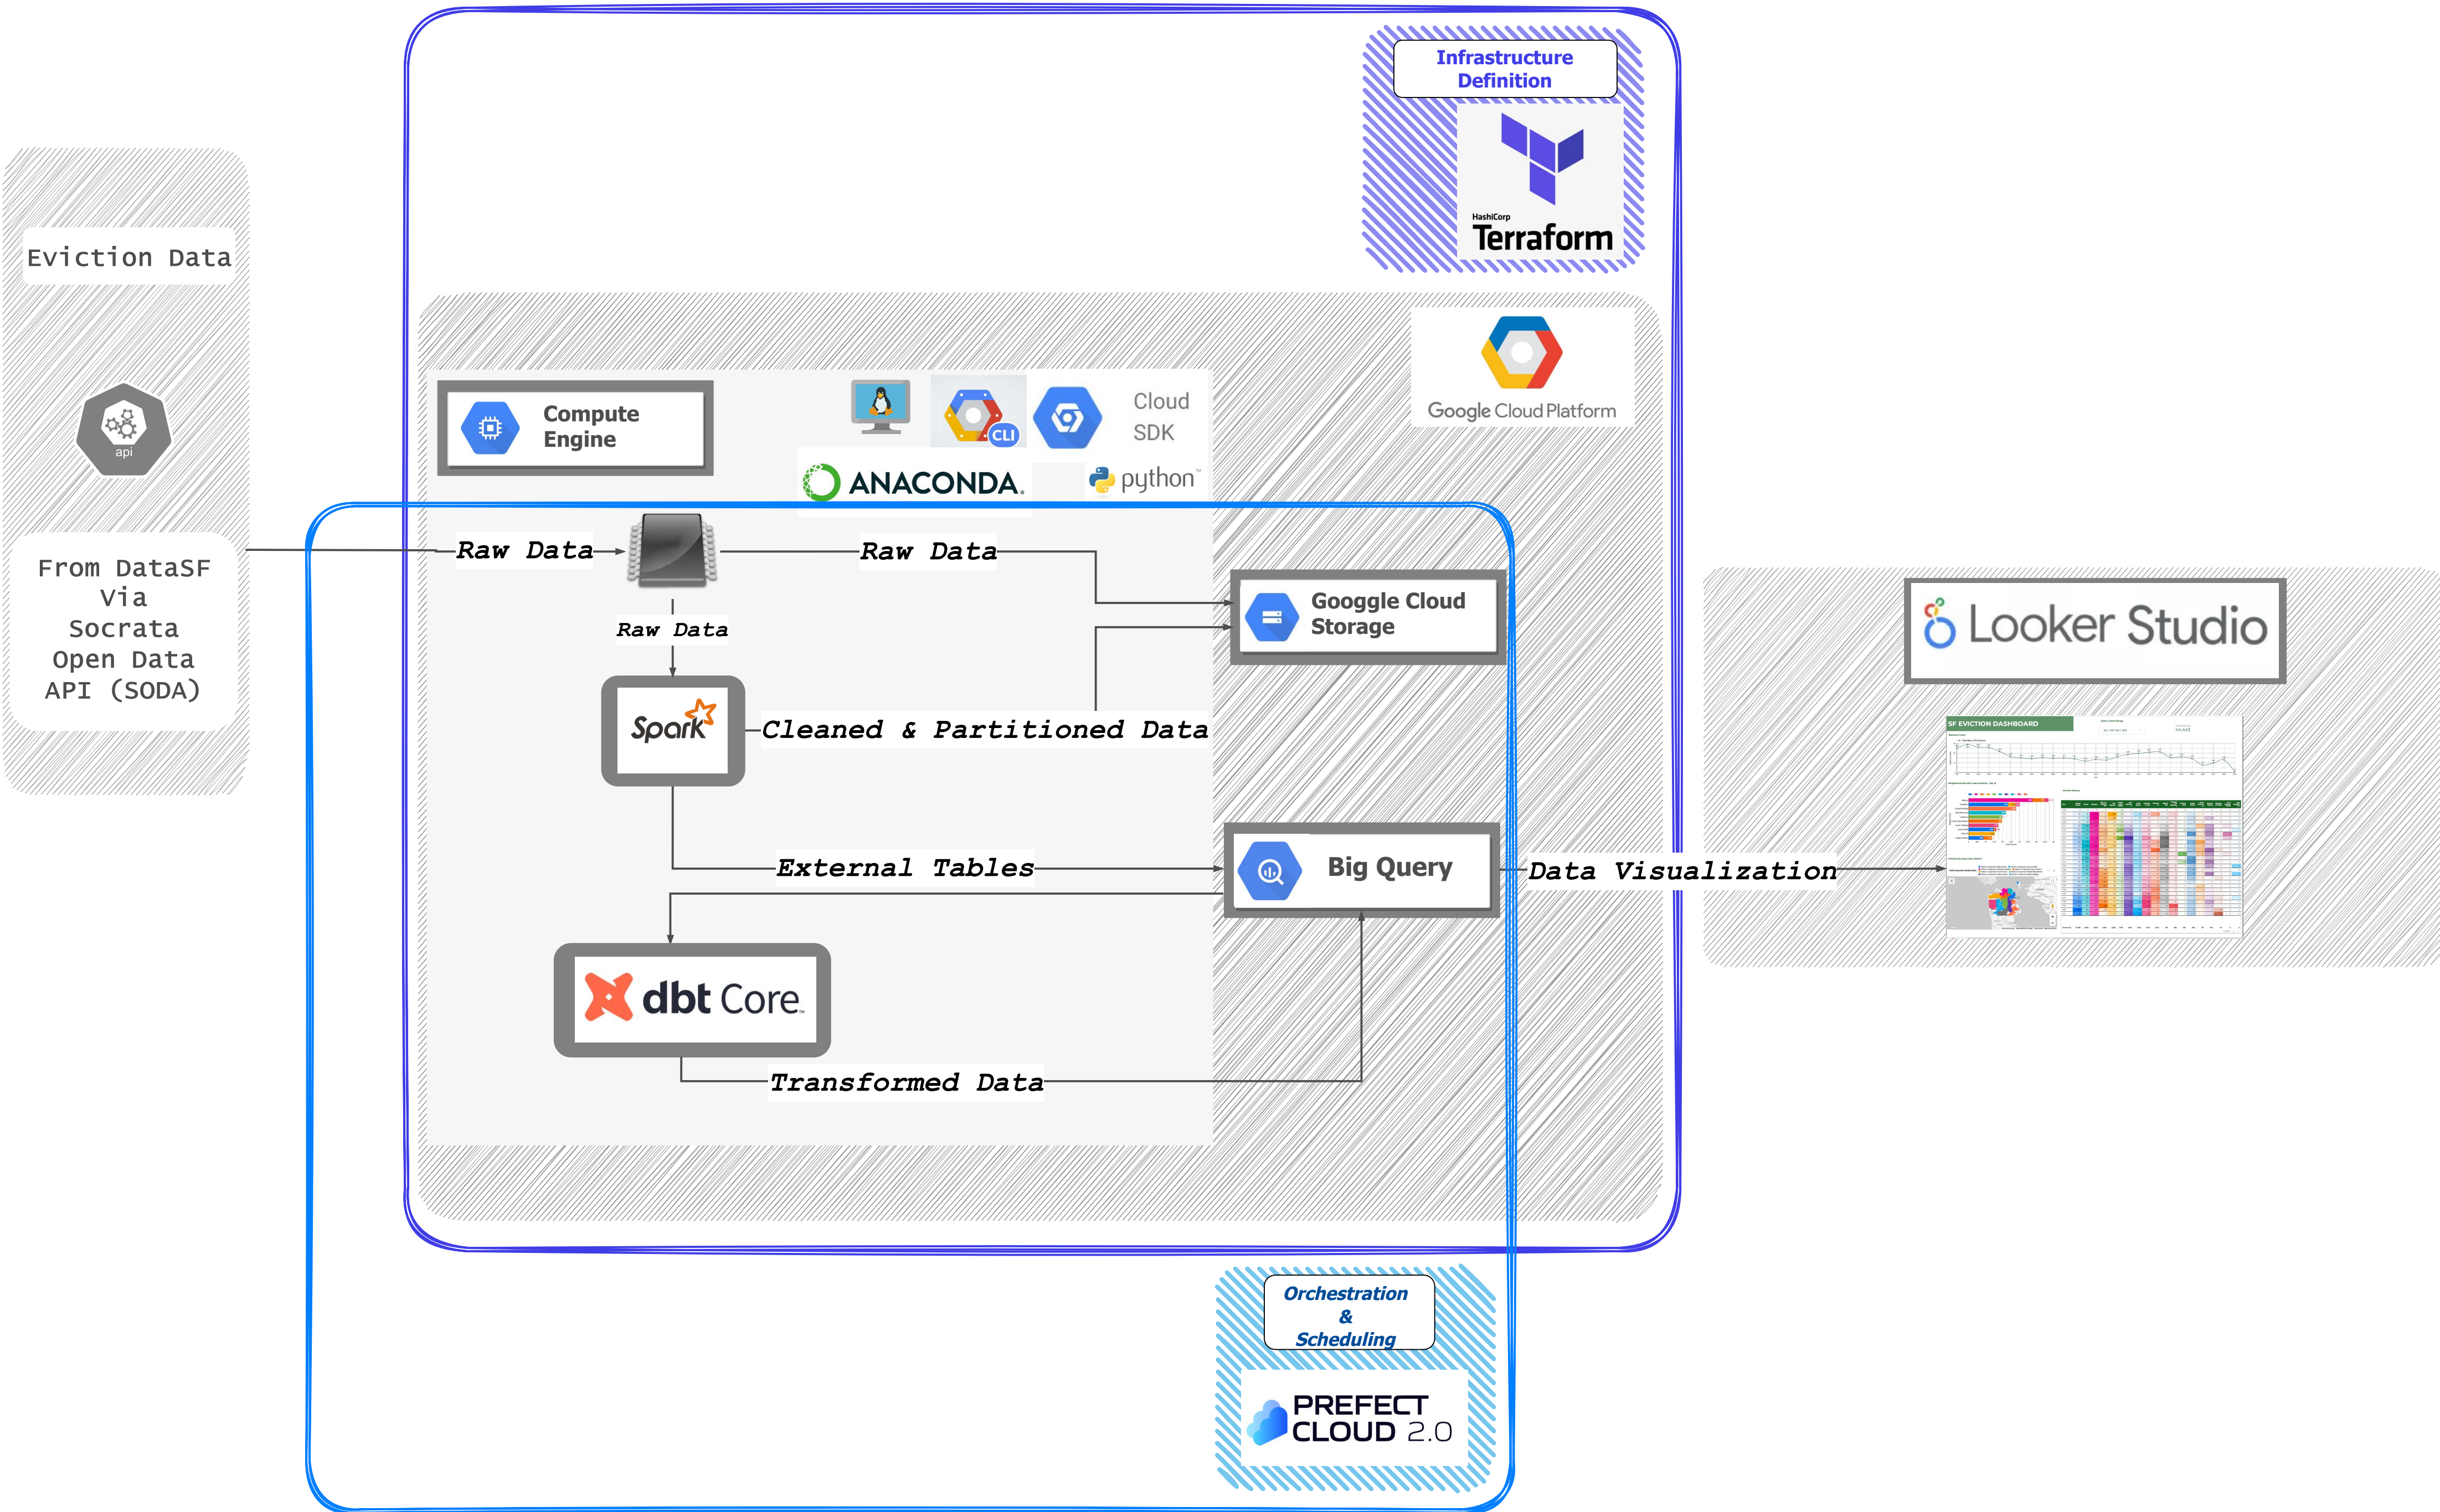 Infrastructure
Definition
HashiCorp
Terraform
Eviction Data
api
From DataSF
Via
Socrata
Open Data
API (SODA)
Google Cloud Platform
Compute
Engine
CLI
Cloud
SDK
ANACONDA.
python™
Raw Data
Raw Data
Raw Data
Googgle Cloud
Storage
Spark
Cleaned & Partitioned Data
External Tables
Big Query
Data Visualization
dbt Core™
Transformed Data
Looker Studio
SF EVICTION DASHBOARD
Orchestration
&
Scheduling
PREFECT
CLOUD 2.0